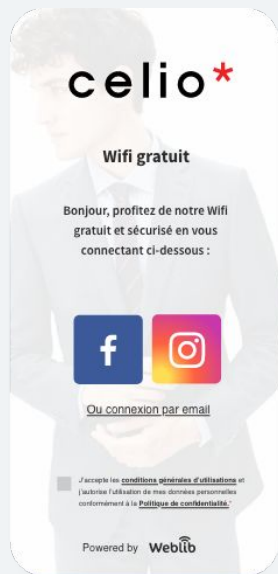 celio*
Wifi gratuit
Bonjour, profitez de notre Wifi
gratuit et sécurisé en vous
connectant ci-dessous :
f
Ou connexion par email
J'accepte les conditions générales d'utilisations et
j'autorise l'utilisation de mes données personnelles
conformément à la Politique de confidentialité.*
Powered by Weblib